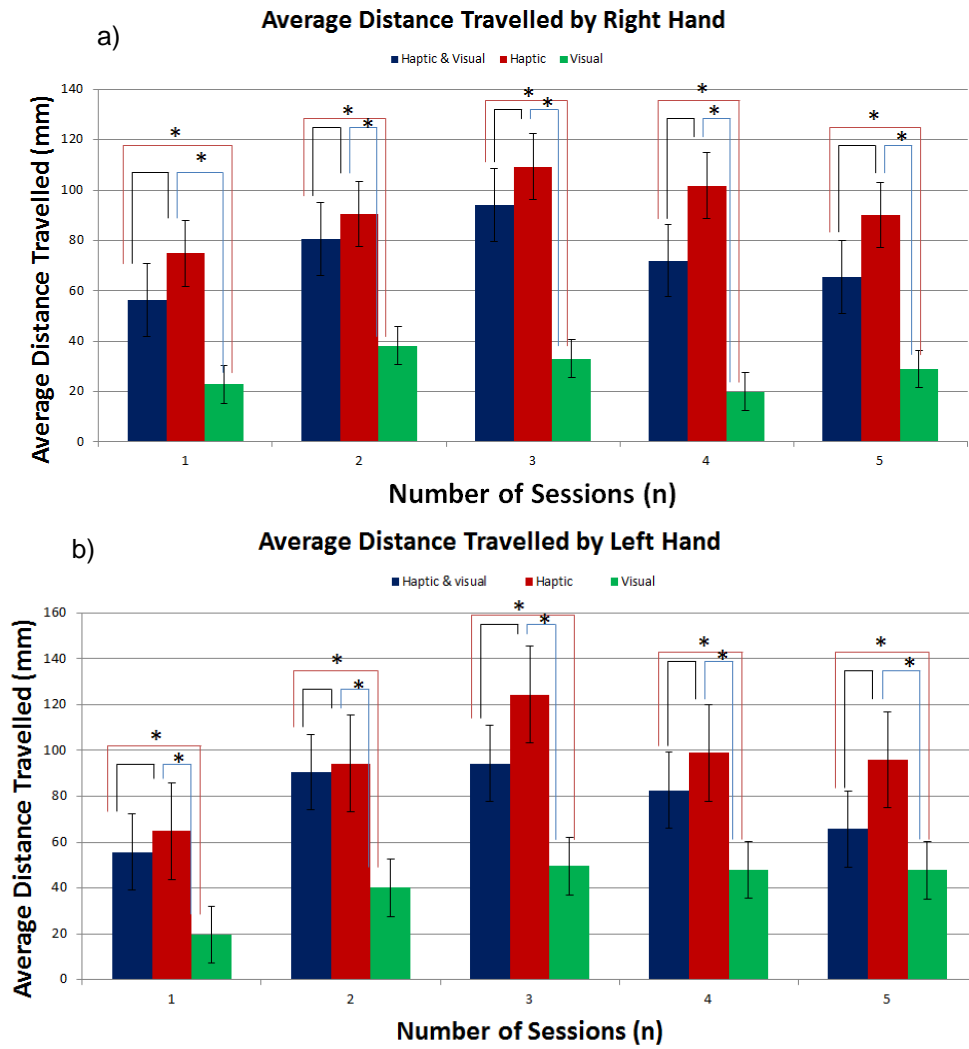 Average Distance Travelled by Right Hand
a)
Haptic & Visual Haptic Visual
Average Distance Travelled (mm)
140
120
100
80
60
40
20
0
* * * * * * * * * *
1 2 3 4 5
Number of Sessions (n)
b)
Average Distance Travelled by Left Hand
Haptic & visual Haptic Visual
Average Distance Travelled (mm)
160
140
120
100
80
60
40
20
0
* * * * * * * * * *
1 2 3 4 5
Number of Sessions (n)